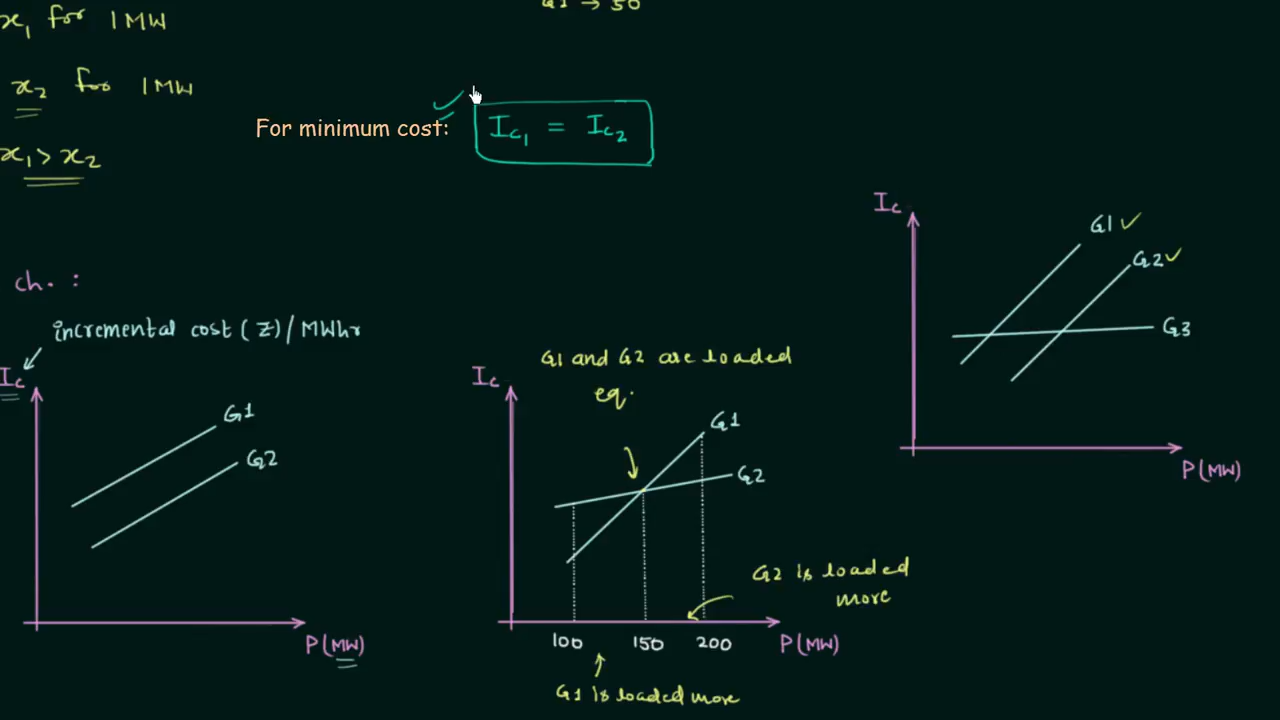 G1 → 50
x₁ for 1MW
x₂ for 1MW
For minimum cost: Ic₁ = Ic₂
x₁ > x₂
Ic
G1
G2
G3
P(MW)
ch. :
incremental cost (Z)/MWhr
Ic
G1
G2
P(MW)
G1 and G2 are loaded
eq.
Ic
G1
G2
G2 is loaded
more
100 150 200 P(MW)
G1 is loaded more